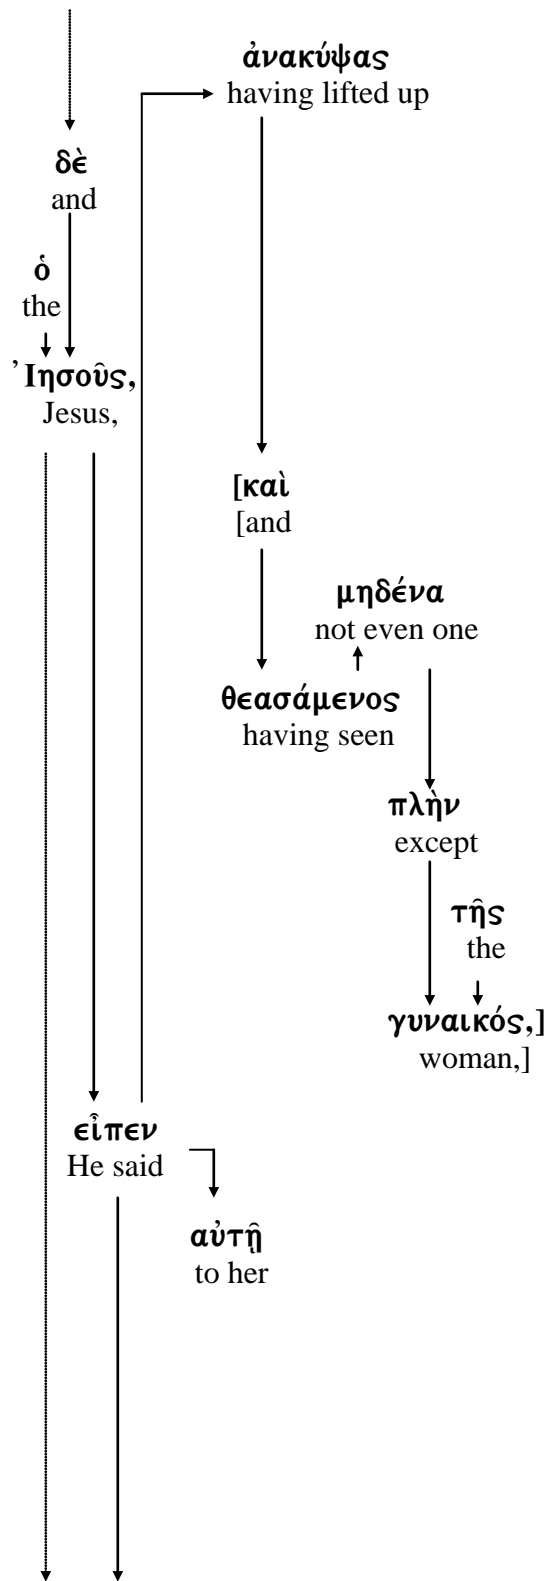 ἀνακύψας
having lifted up
δὲ
and
ὁ
the
Ἰησοῦς,
Jesus,
[καὶ
[and
μηδένα
not even one
θεασάμενος
having seen
πλὴν
except
τῆς
the
γυναικός,]
woman,]
εἶπεν
He said
αὐτῇ
to her